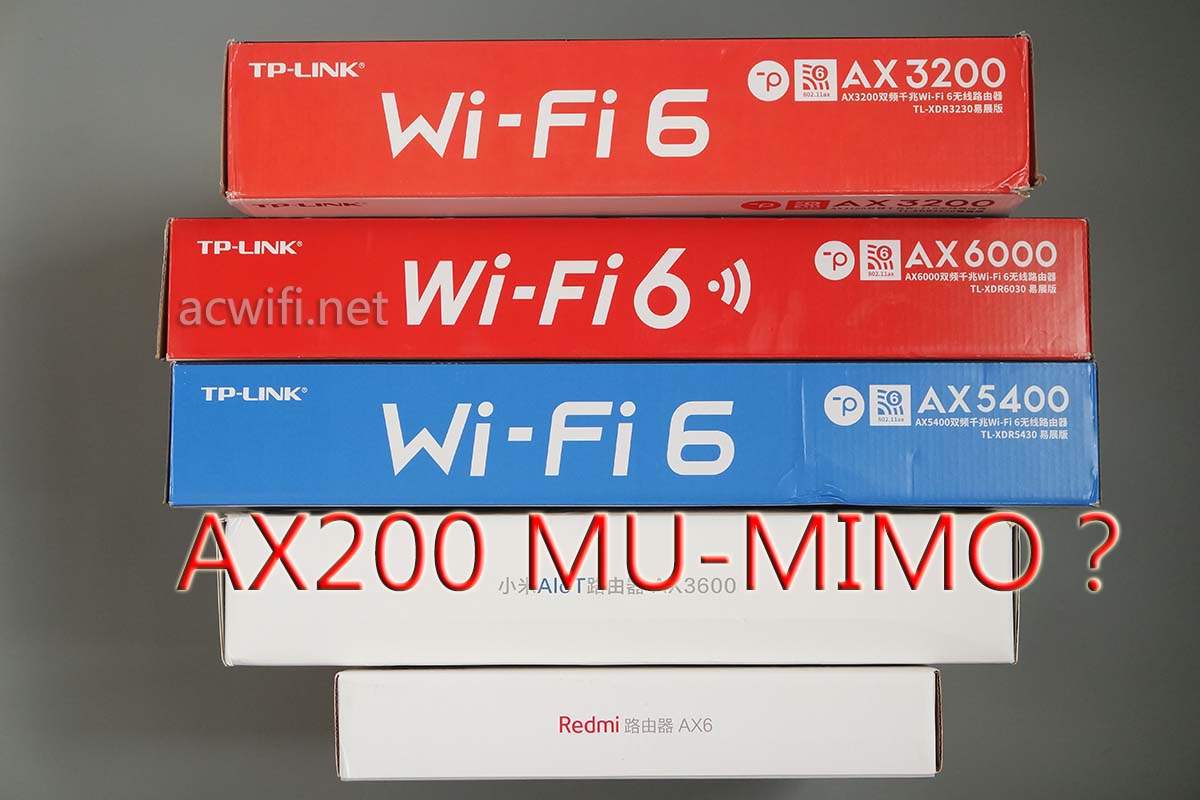 TP-LINK®
Wi-Fi 6
AX3200
802.11ax
AX3200双频千兆Wi-Fi 6无线路由器
TL-XDR3230易展版
TP-LINK
AX3200
TP-LINK®
Wi-Fi 6
AX6000
802.11ax
AX6000双频千兆Wi-Fi 6无线路由器
TL-XDR6030 易展版
acwifi.net
TP-LINK®
Wi-Fi 6
AX5400
802.11ax
AX5400双频千兆Wi-Fi 6无线路由器
TL-XDR5430 易展版
AX200 MU-MIMO？
小米AIoT路由器 AX3600
Redmi 路由器 AX6